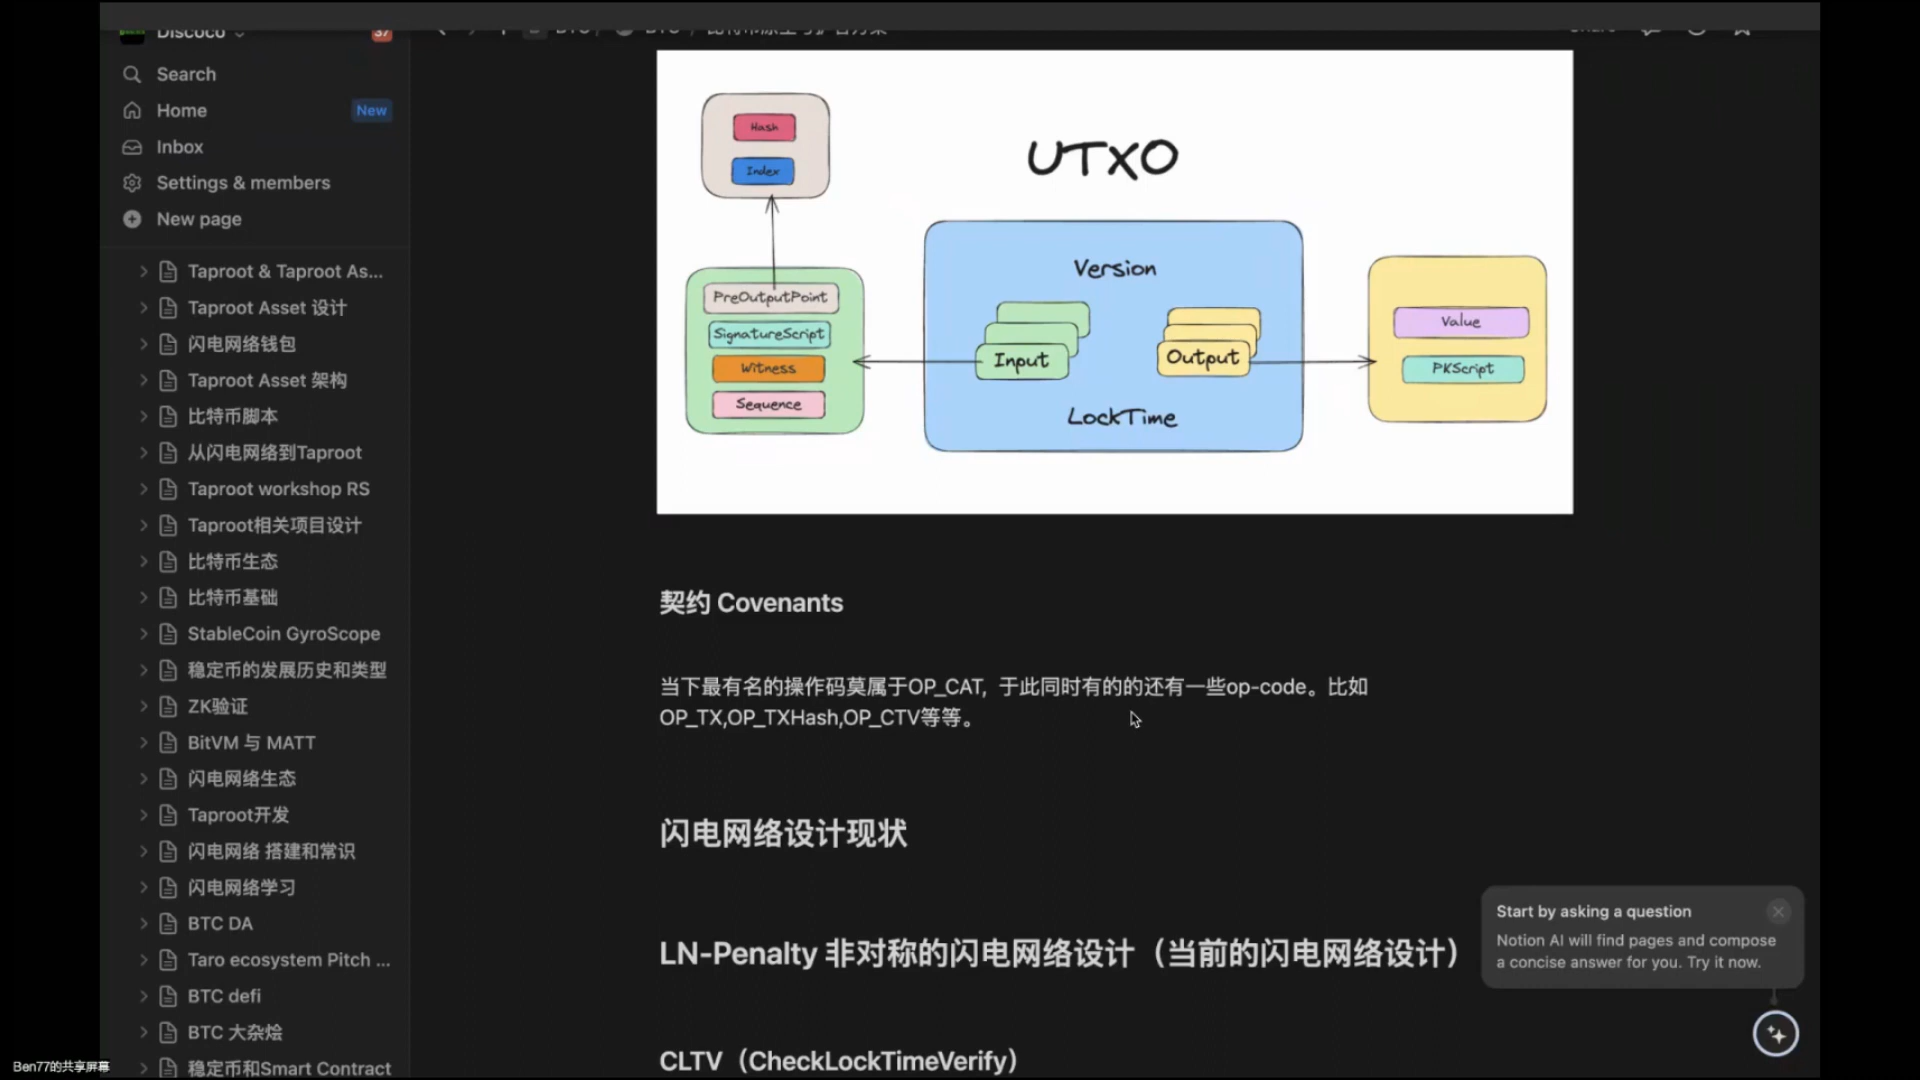 Discoco
37
Search
Home
New
Inbox
Settings & members
New page
Taproot & Taproot As...
Taproot Asset 设计
闪电网络钱包
Taproot Asset 架构
比特币脚本
从闪电网络到Taproot
Taproot workshop RS
Taproot相关项目设计
比特币生态
比特币基础
StableCoin GyroScope
稳定币的发展历史和类型
ZK验证
BitVM 与 MATT
闪电网络生态
Taproot开发
闪电网络 搭建和常识
闪电网络学习
BTC DA
Taro ecosystem Pitch ...
BTC defi
BTC 大杂烩
稳定币和Smart Contract
UTXO
Hash
Index
PreOutputPoint
SignatureScript
Witness
Sequence
Version
Input
Output
LockTime
Value
PKScript
契约 Covenants
当下最有名的操作码莫属于OP_CAT, 于此同时有的的还有一些op-code。比如
OP_TX,OP_TXHash,OP_CTV等等。
闪电网络设计现状
LN-Penalty 非对称的闪电网络设计（当前的闪电网络设计）
CLTV（CheckLockTimeVerify）
Start by asking a question
Notion AI will find pages and compose
a concise answer for you. Try it now.
Ben77的共享屏幕